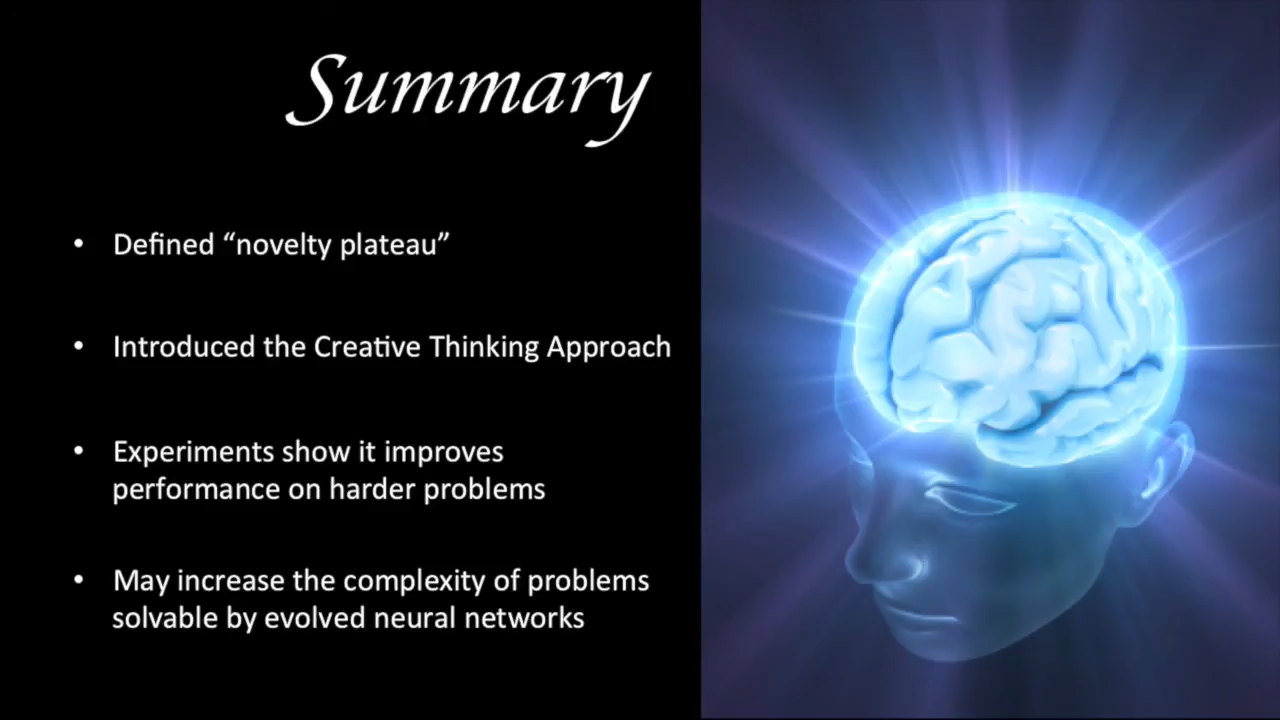 Summary
• Defined “novelty plateau”
• Introduced the Creative Thinking Approach
• Experiments show it improves
performance on harder problems
• May increase the complexity of problems
solvable by evolved neural networks